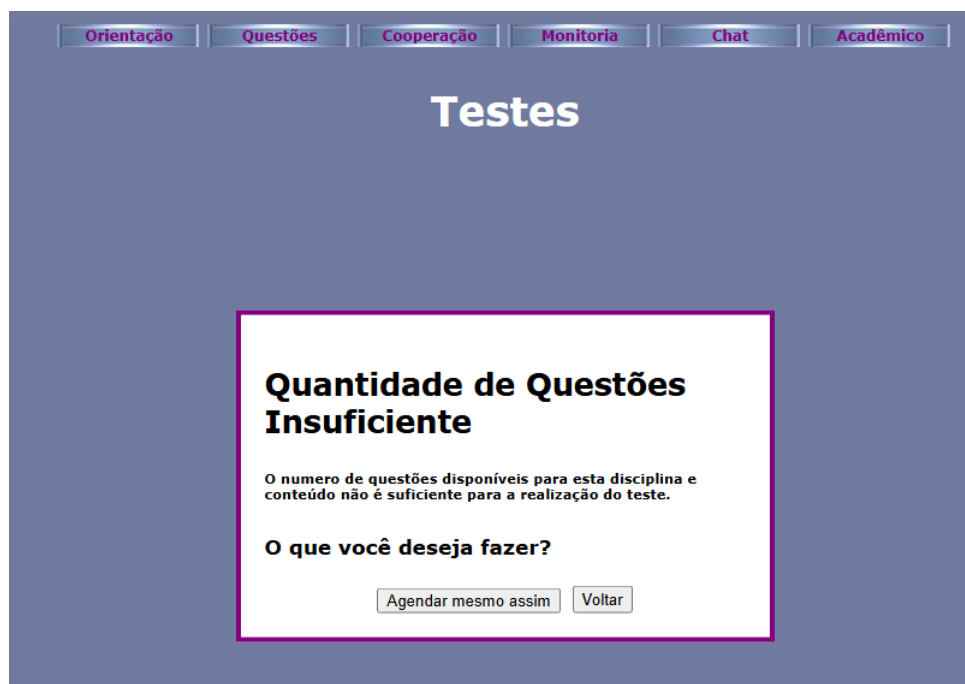 Orientação Questões Cooperação Monitoria Chat Acadêmico
Testes
Quantidade de Questões
Insuficiente
O numero de questões disponíveis para esta disciplina e
conteúdo não é suficiente para a realização do teste.
O que você deseja fazer?
Agendar mesmo assim Voltar